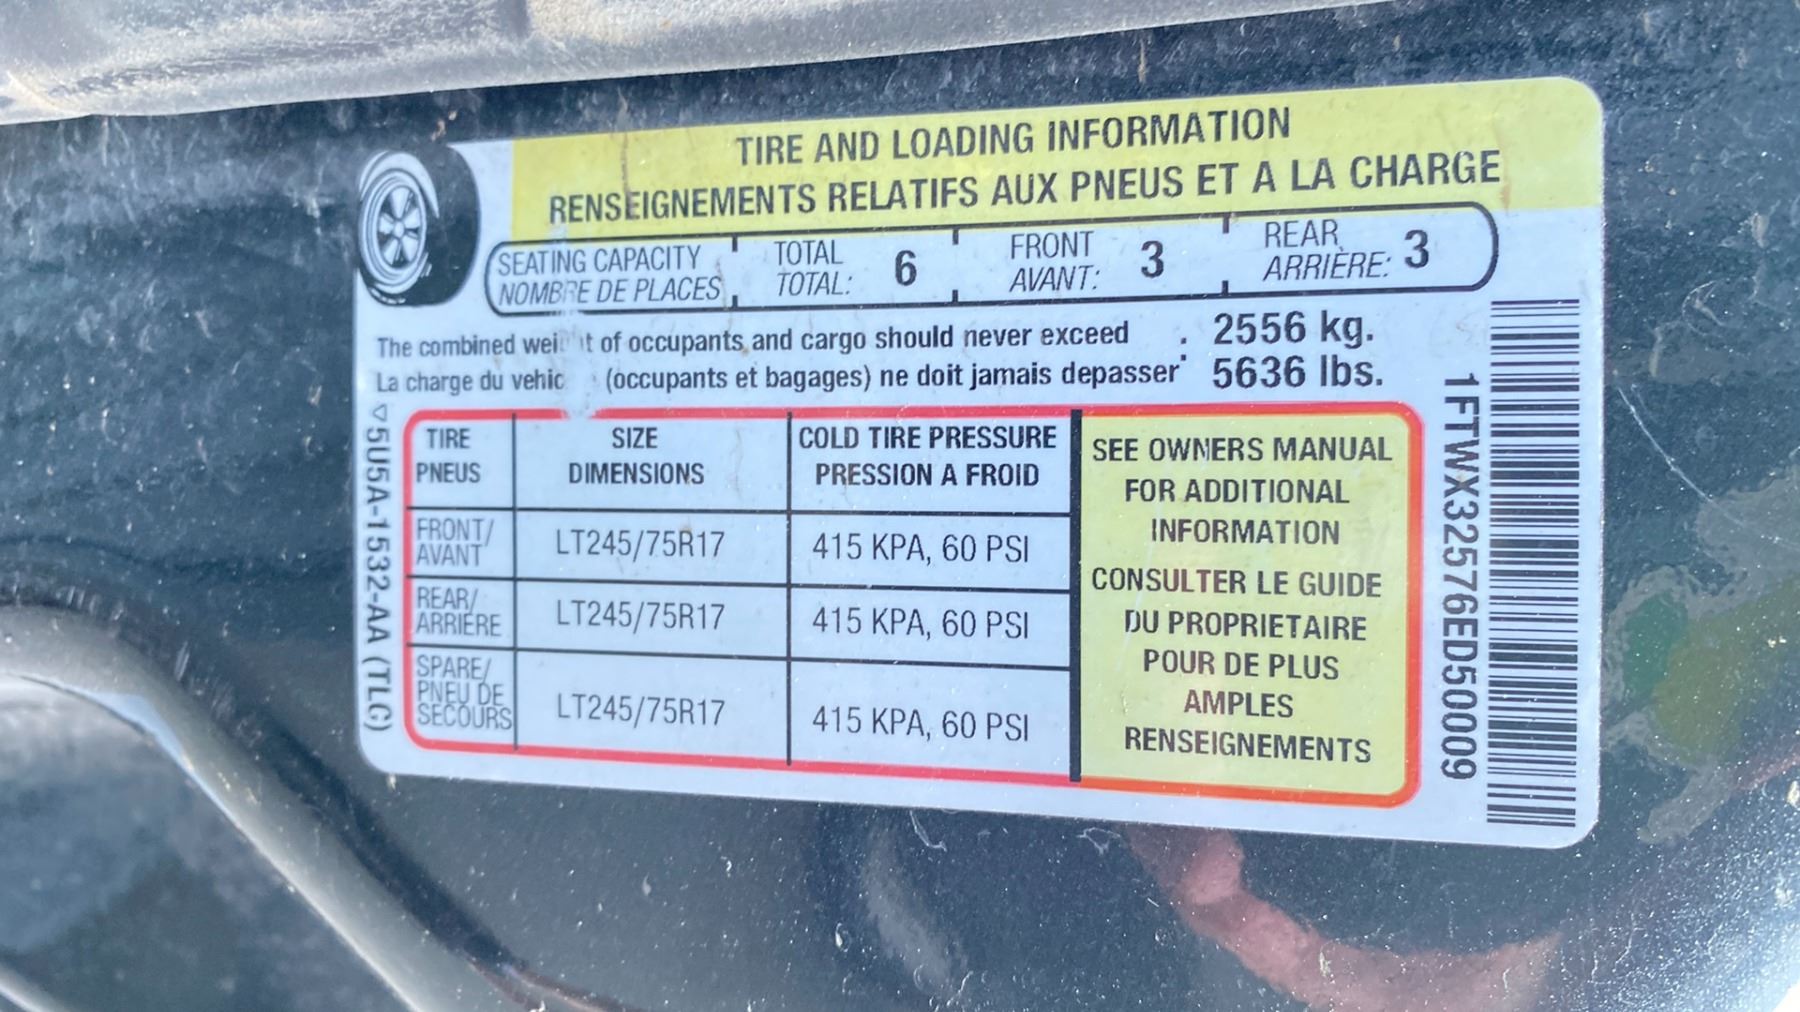 TIRE AND LOADING INFORMATION
RENSEIGNEMENTS RELATIFS AUX PNEUS ET A LA CHARGE
SEATING CAPACITY TOTAL FRONT REAR
NOMBRE DE PLACES TOTAL: 6 AVANT: 3 ARRIÈRE: 3
The combined wei t of occupants and cargo should never exceed . 2556 kg.
La charge du vehic (occupants et bagages) ne doit jamais depasser 5636 lbs.
TIRE SIZE COLD TIRE PRESSURE
PNEUS DIMENSIONS PRESSION A FROID
FRONT/
AVANT LT245/75R17 415 KPA, 60 PSI
REAR/
ARRIÈRE LT245/75R17 415 KPA, 60 PSI
SPARE/
PNEU DE
SECOURS LT245/75R17 415 KPA, 60 PSI
SEE OWNERS MANUAL
FOR ADDITIONAL
INFORMATION
CONSULTER LE GUIDE
DU PROPRIETAIRE
POUR DE PLUS
AMPLES
RENSEIGNEMENTS
▽5U5A-1532-AA (TLG)
1FTWX32576ED50009